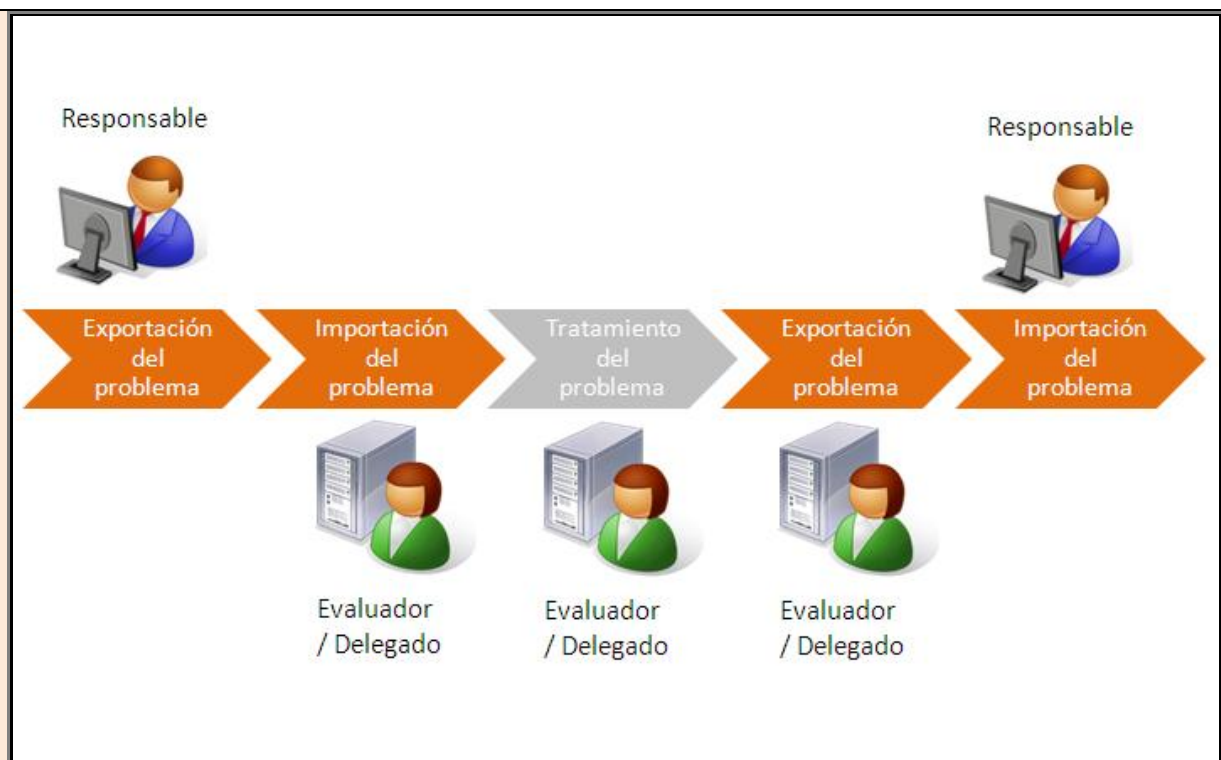 Responsable
Responsable
Exportación
del
problema
Importación
del
problema
Tratamiento
del
problema
Exportación
del
problema
Importación
del
problema
Evaluador
/ Delegado
Evaluador
/ Delegado
Evaluador
/ Delegado